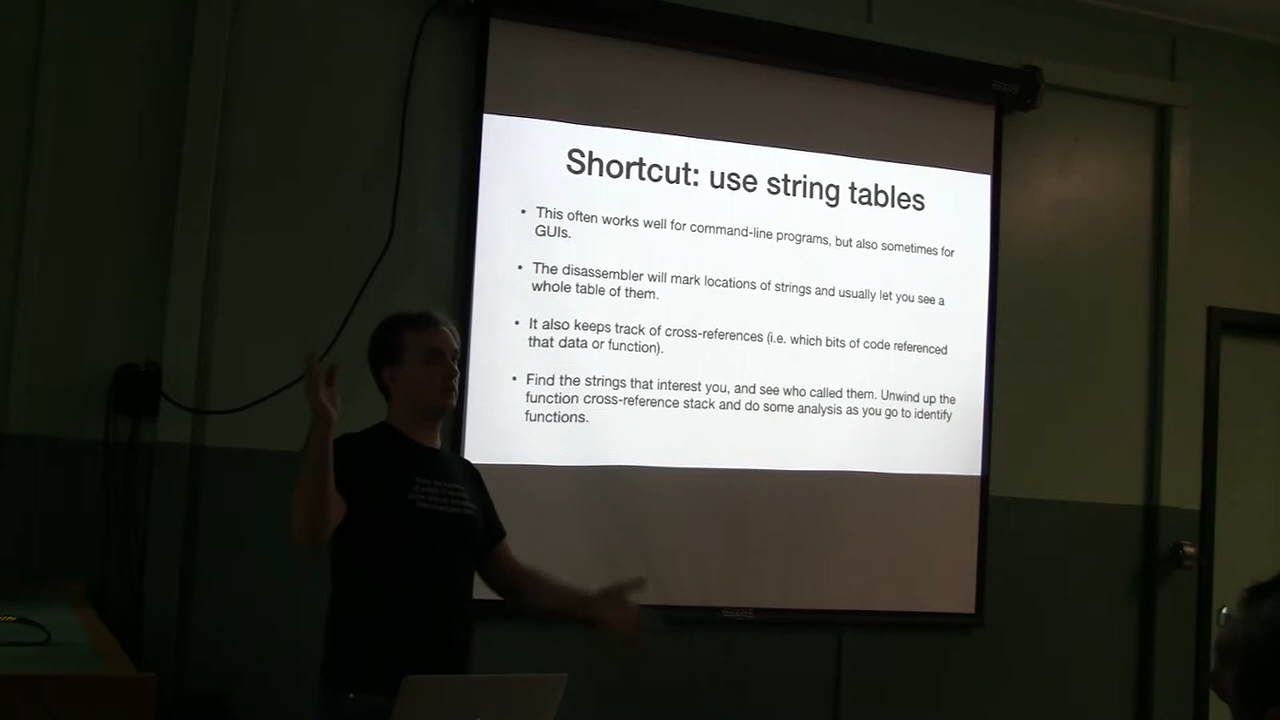 Shortcut: use string tables
• This often works well for command-line programs, but also sometimes for
GUIs.
• The disassembler will mark locations of strings and usually let you see a
whole table of them.
• It also keeps track of cross-references (i.e. which bits of code referenced
that data or function).
• Find the strings that interest you, and see who called them. Unwind up the
function cross-reference stack and do some analysis as you go to identify
functions.